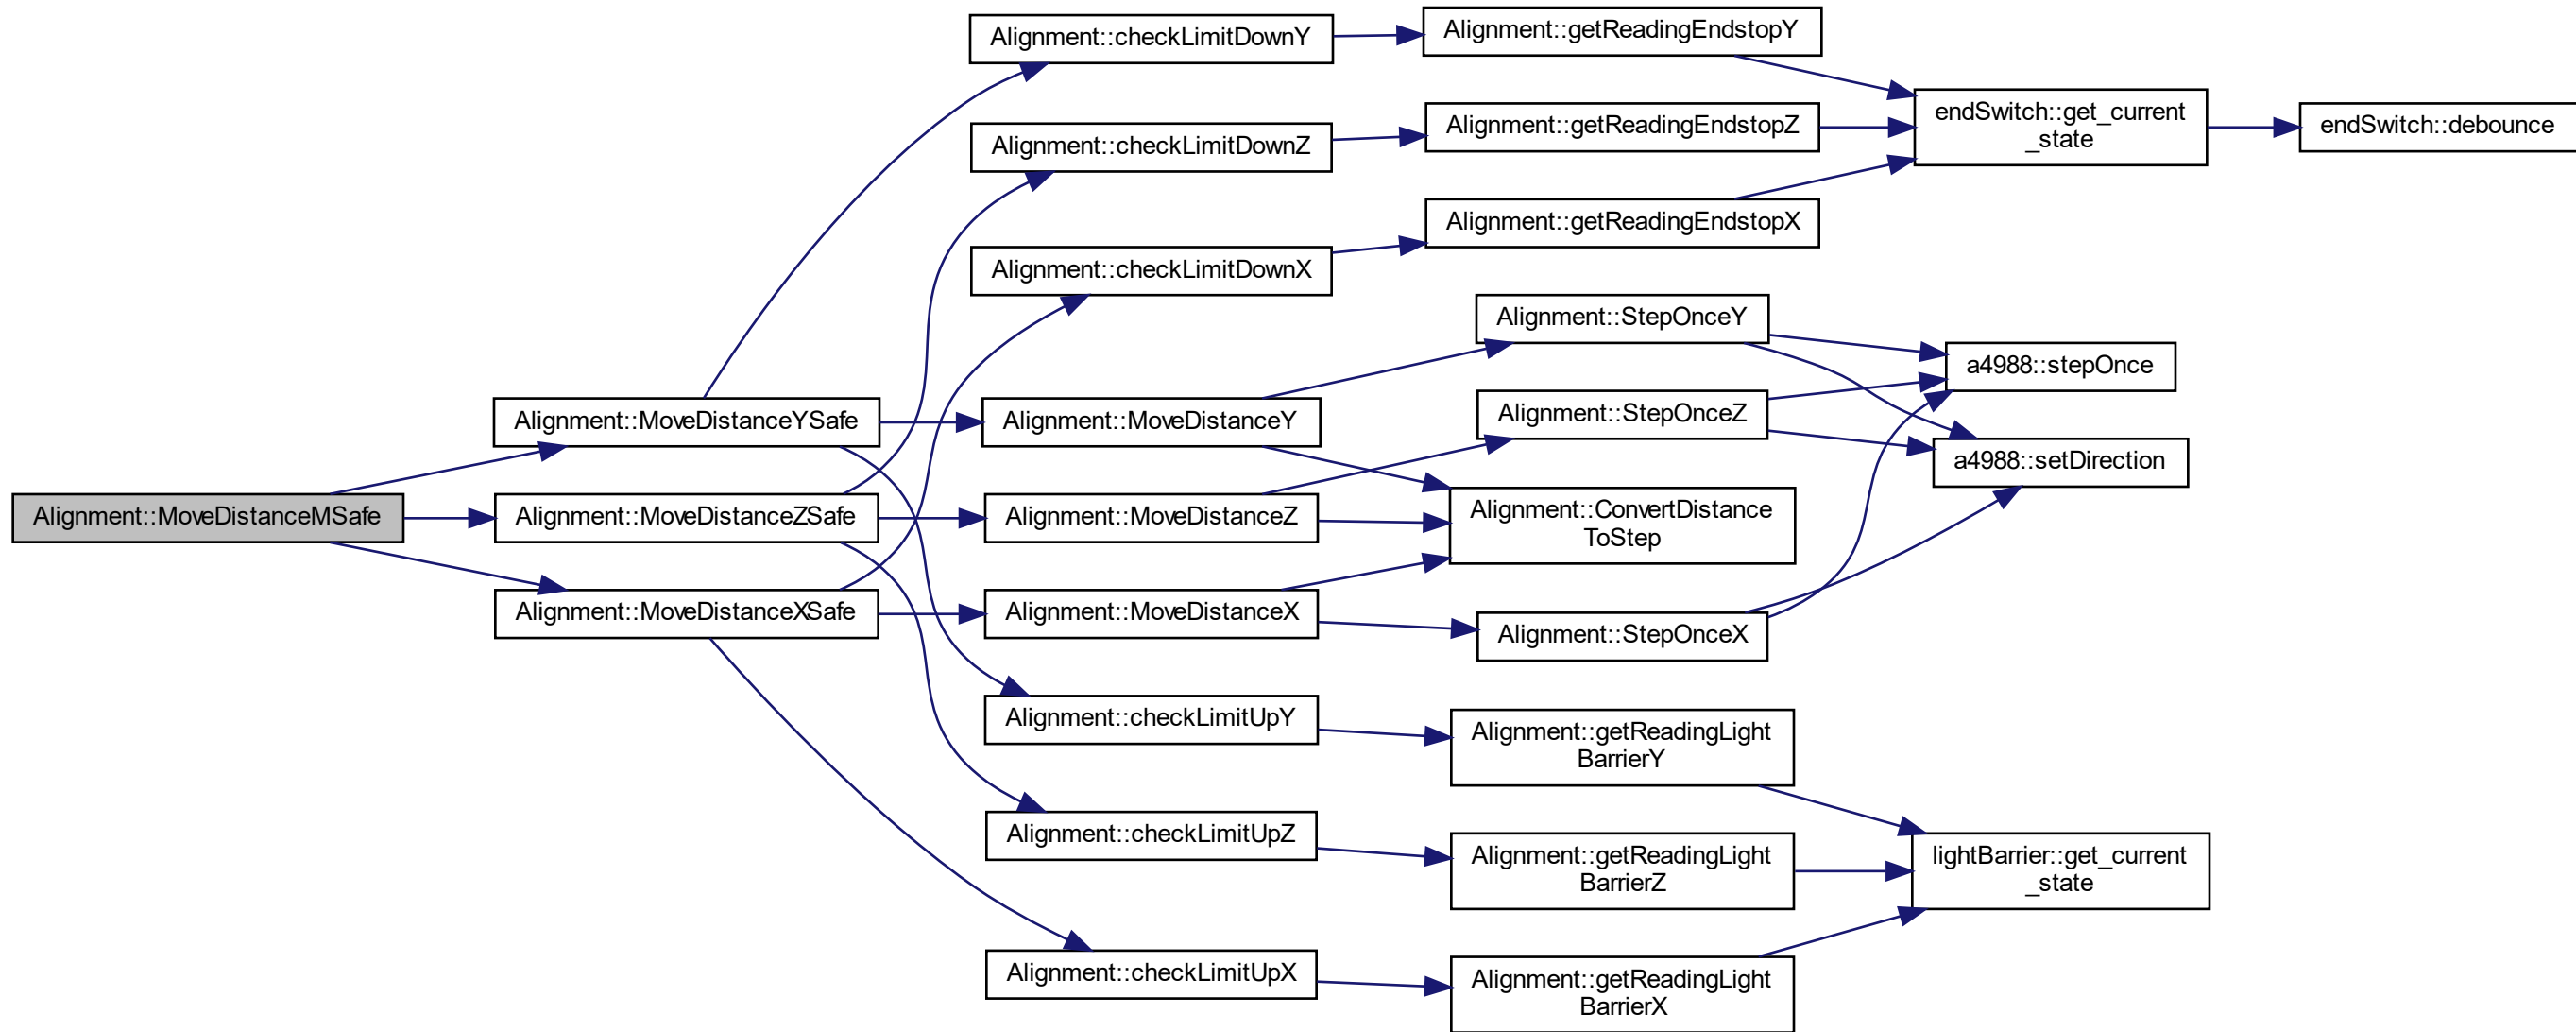 Alignment::MoveDistanceMSafe
Alignment::MoveDistanceYSafe
Alignment::MoveDistanceZSafe
Alignment::MoveDistanceXSafe
Alignment::checkLimitDownY
Alignment::checkLimitDownZ
Alignment::checkLimitDownX
Alignment::MoveDistanceY
Alignment::MoveDistanceZ
Alignment::MoveDistanceX
Alignment::checkLimitUpY
Alignment::checkLimitUpZ
Alignment::checkLimitUpX
Alignment::getReadingEndstopY
Alignment::getReadingEndstopZ
Alignment::getReadingEndstopX
Alignment::StepOnceY
Alignment::StepOnceZ
Alignment::ConvertDistance
ToStep
Alignment::StepOnceX
Alignment::getReadingLight
BarrierY
Alignment::getReadingLight
BarrierZ
Alignment::getReadingLight
BarrierX
endSwitch::get_current
_state
a4988::stepOnce
a4988::setDirection
lightBarrier::get_current
_state
endSwitch::debounce